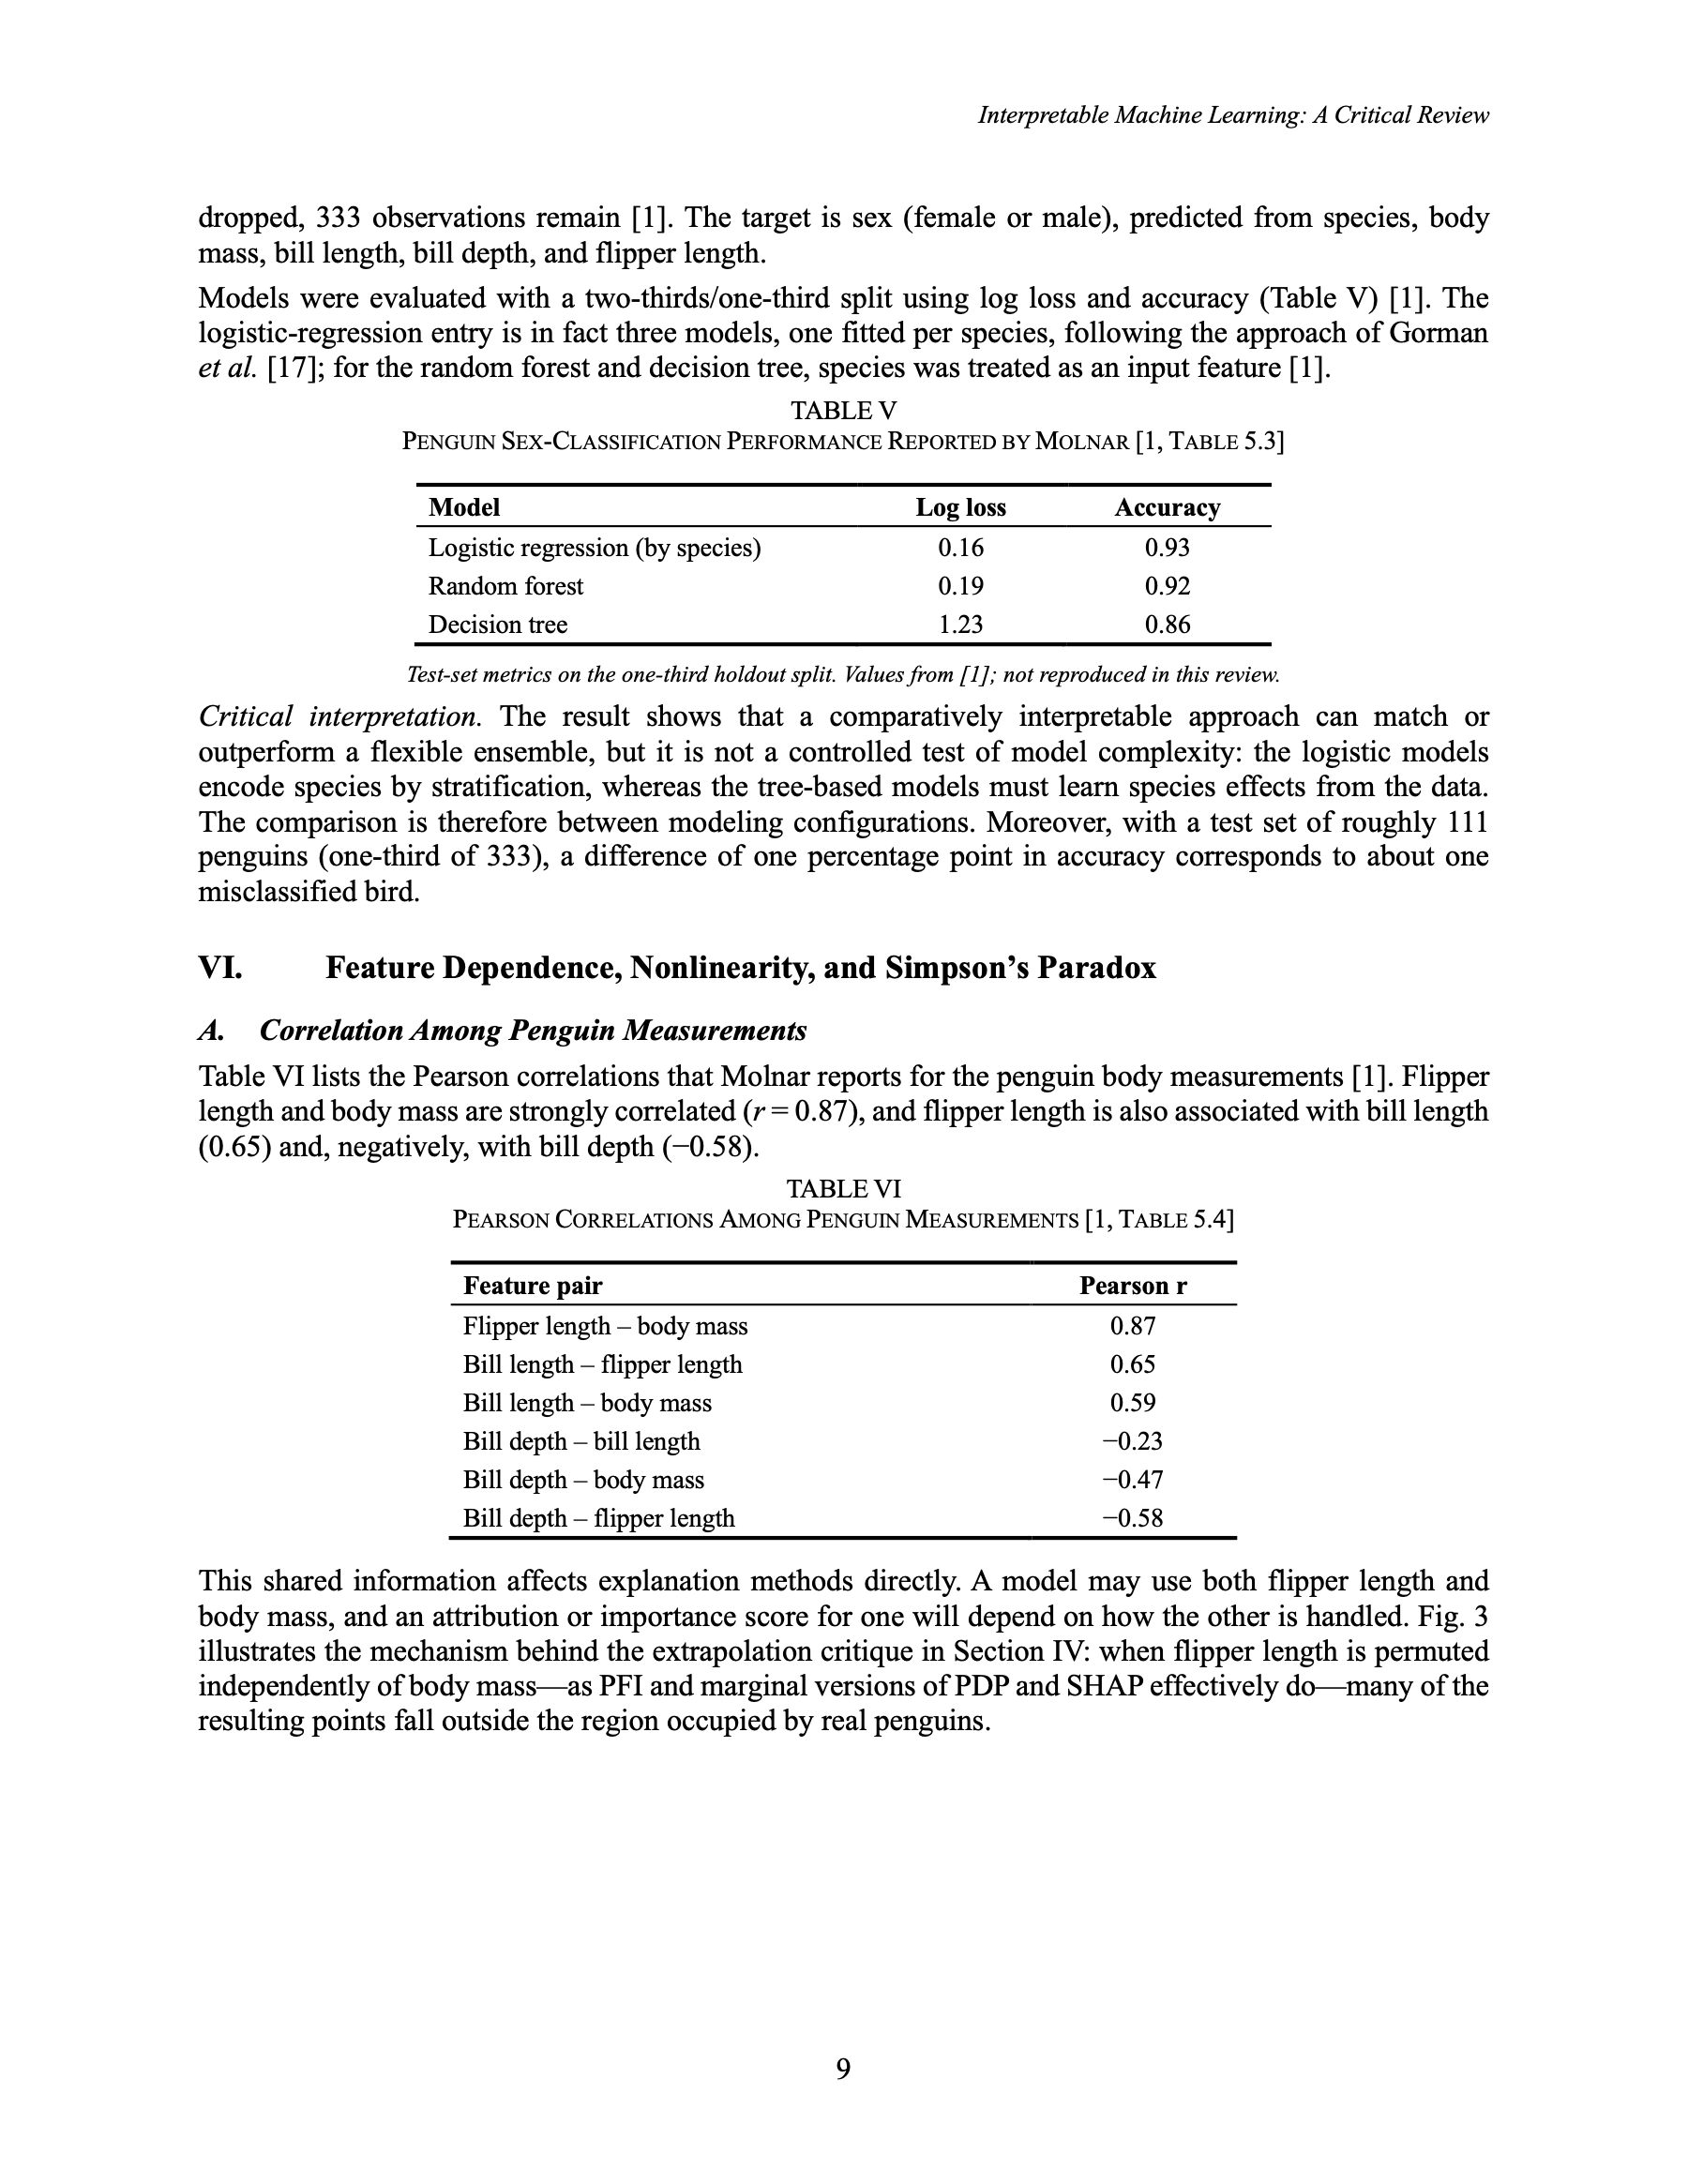 Interpretable Machine Learning: A Critical Review
dropped, 333 observations remain [1]. The target is sex (female or male), predicted from species, body
mass, bill length, bill depth, and flipper length.
Models were evaluated with a two-thirds/one-third split using log loss and accuracy (Table V) [1]. The
logistic-regression entry is in fact three models, one fitted per species, following the approach of Gorman
et al. [17]; for the random forest and decision tree, species was treated as an input feature [1].
TABLE V
PENGUIN SEX-CLASSIFICATION PERFORMANCE REPORTED BY MOLNAR [1, TABLE 5.3]
Model Log loss Accuracy
Logistic regression (by species) 0.16 0.93
Random forest 0.19 0.92
Decision tree 1.23 0.86
Test-set metrics on the one-third holdout split. Values from [1]; not reproduced in this review.
Critical interpretation. The result shows that a comparatively interpretable approach can match or
outperform a flexible ensemble, but it is not a controlled test of model complexity: the logistic models
encode species by stratification, whereas the tree-based models must learn species effects from the data.
The comparison is therefore between modeling configurations. Moreover, with a test set of roughly 111
penguins (one-third of 333), a difference of one percentage point in accuracy corresponds to about one
misclassified bird.
VI. Feature Dependence, Nonlinearity, and Simpson’s Paradox
A. Correlation Among Penguin Measurements
Table VI lists the Pearson correlations that Molnar reports for the penguin body measurements [1]. Flipper
length and body mass are strongly correlated (r = 0.87), and flipper length is also associated with bill length
(0.65) and, negatively, with bill depth (−0.58).
TABLE VI
PEARSON CORRELATIONS AMONG PENGUIN MEASUREMENTS [1, TABLE 5.4]
Feature pair Pearson r
Flipper length – body mass 0.87
Bill length – flipper length 0.65
Bill length – body mass 0.59
Bill depth – bill length −0.23
Bill depth – body mass −0.47
Bill depth – flipper length −0.58
This shared information affects explanation methods directly. A model may use both flipper length and
body mass, and an attribution or importance score for one will depend on how the other is handled. Fig. 3
illustrates the mechanism behind the extrapolation critique in Section IV: when flipper length is permuted
independently of body mass—as PFI and marginal versions of PDP and SHAP effectively do—many of the
resulting points fall outside the region occupied by real penguins.
9